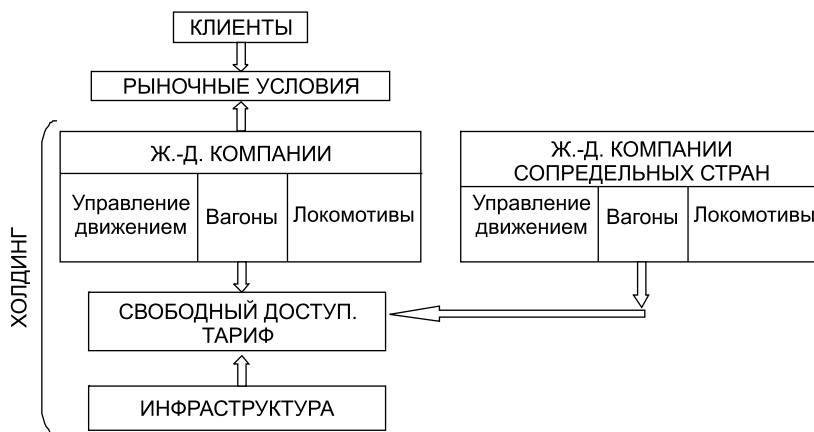 КЛИЕНТЫ
РЫНОЧНЫЕ УСЛОВИЯ
ХОЛДИНГ
Ж.-Д. КОМПАНИИ
Управление
движением
Вагоны
Локомотивы
Ж.-Д. КОМПАНИИ
СОПРЕДЕЛЬНЫХ СТРАН
Управление
движением
Вагоны
Локомотивы
СВОБОДНЫЙ ДОСТУП.
ТАРИФ
ИНФРАСТРУКТУРА